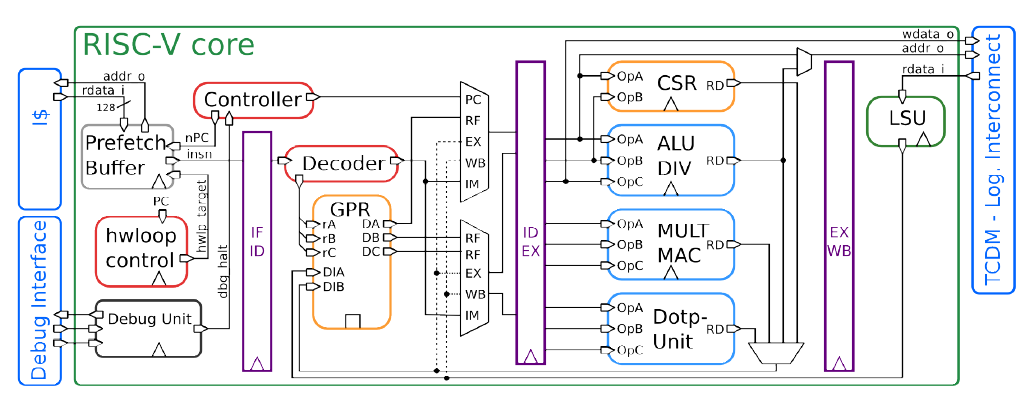 RISC-V core
I$
addr_o
rdata_i
128
Prefetch
Buffer
nPC
insn
PC
hwloop
control
hwlp_target
dbg_halt
Debug Interface
Debug Unit
Controller
IF
ID
Decoder
GPR
rA
rB
rC
DIA
DIB
DA
DB
DC
PC
RF
EX
WB
IM
RF
RF
EX
WB
IM
ID
EX
OpA
OpB
CSR
RD
OpA
OpB
OpC
ALU
DIV
RD
OpA
OpB
OpC
MULT
MAC
RD
OpA
OpB
OpC
Dotp-
Unit
RD
EX
WB
LSU
wdata_o
addr_o
rdata_i
TCDM - Log. Interconnect